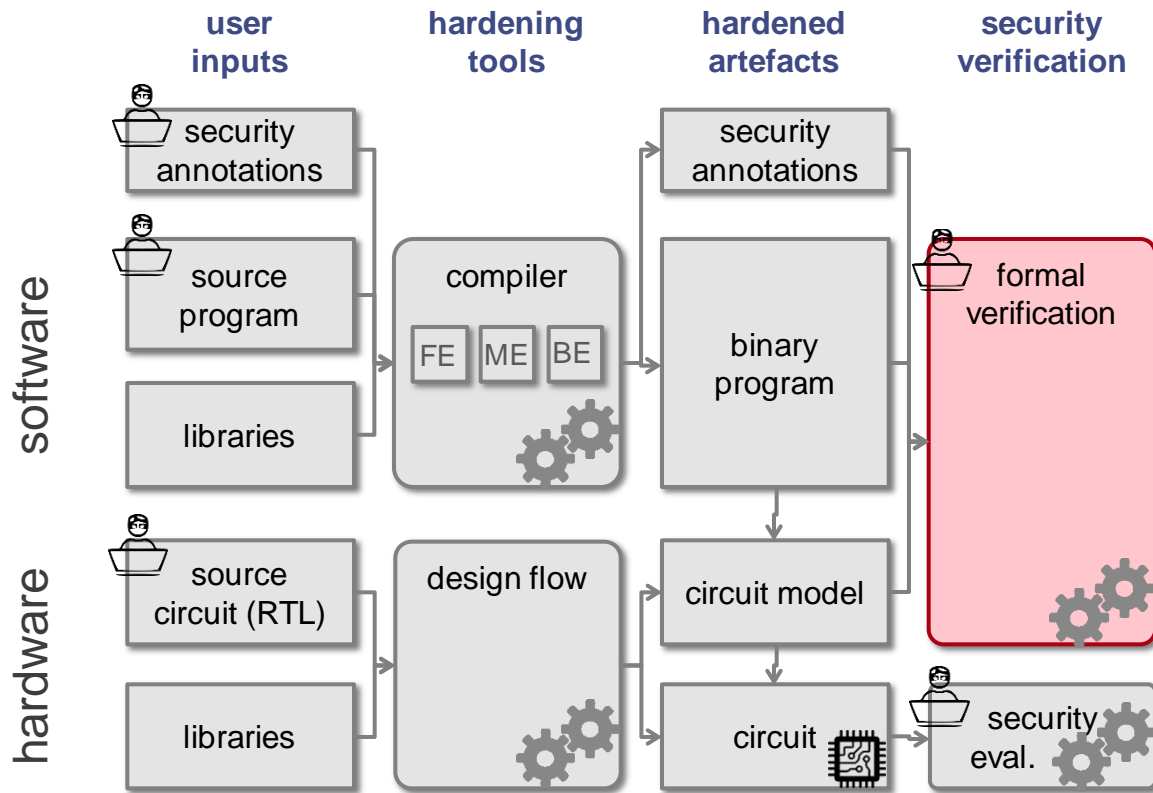 user
inputs
hardening
tools
hardened
artefacts
security
verification
software
security
annotations
source
program
libraries
compiler
FE
ME
BE
security
annotations
binary
program
formal
verification
hardware
source
circuit (RTL)
libraries
design flow
circuit model
circuit
security
eval.